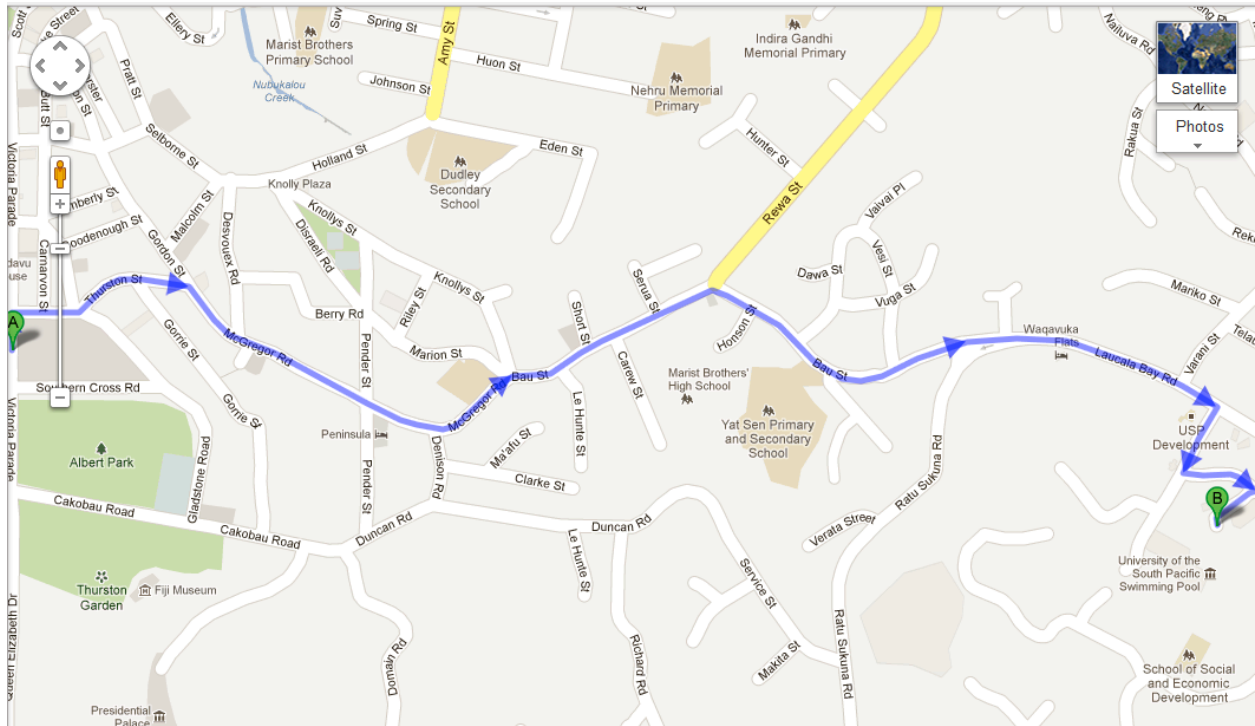 Scott
Ellery St
Suv
Spring St
Amy St
Indira Gandhi
Memorial Primary
Nailuva Rd
Satellite
Photos
Marist Brothers
Primary School
Huon St
Pratt St
Johnson St
Nehru Memorial
Primary
Nubukalou
Creek
Rakua St
Victoria Parade
Selborne St
Holland St
Eden St
Hunter St
Dudley
Secondary
School
Knolly Plaza
Rewa St
Vaivai Pl
Malcolm St
Knollys St
Desvouex Rd
Disraeli Rd
Gordon St
Carnarvon St
Vesi St
Dawa St
Serua St
Knollys St
Thurston St
A
Riley St
Vuga St
Mariko St
Berry Rd
Short St
Honson St
Waqavuka
Flats
Gorrie St
McGregor Rd
Marion St
Pender St
Laucala Bay Rd
Varani St
Bau St
Bau St
Carew St
Marist Brothers'
High School
McGregor Rd
Southern Cross Rd
Gorrie St
Le Hunte St
Yat Sen Primary
and Secondary
School
USP
Development
Peninsula
Victoria Parade
Albert Park
Ma'afu St
Denison Rd
Ratu Sukuna Rd
Gladstone Road
Pender St
Clarke St
B
Cakobau Road
Cakobau Road
Duncan Rd
Duncan Rd
Verata Street
Le Hunte St
Service St
University of the
South Pacific
Swimming Pool
Thurston
Garden
Fiji Museum
Queen Elizabeth Dr
Domain Rd
Richard Rd
Makita St
Ratu Sukuna Rd
School of Social
and Economic
Development
Presidential
Palace